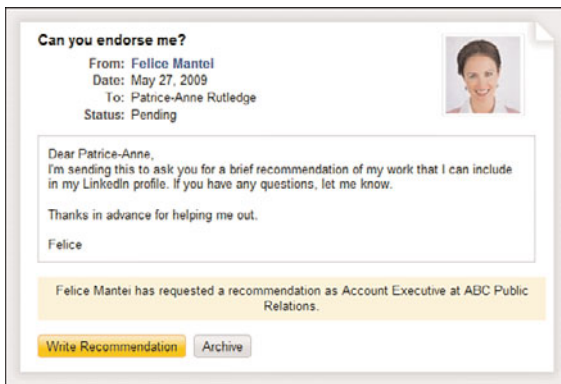 Can you endorse me?
From: Felice Mantei
Date: May 27, 2009
To: Patrice-Anne Rutledge
Status: Pending
Dear Patrice-Anne,
I'm sending this to ask you for a brief recommendation of my work that I can include
in my LinkedIn profile. If you have any questions, let me know.
Thanks in advance for helping me out.
Felice
Felice Mantei has requested a recommendation as Account Executive at ABC Public
Relations.
Write Recommendation
Archive